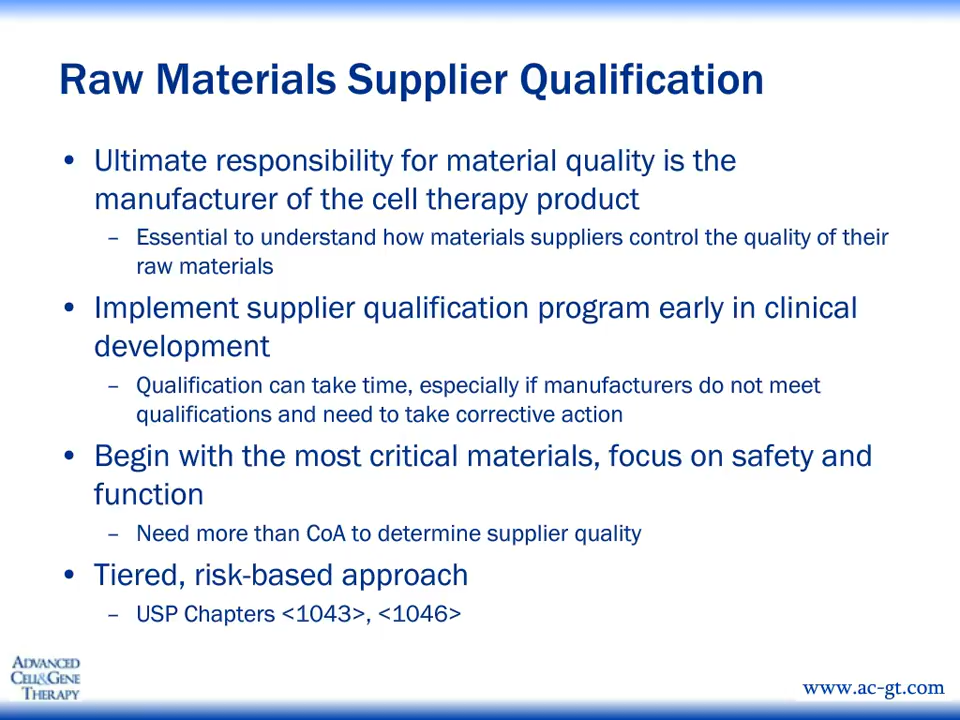 Raw Materials Supplier Qualification
• Ultimate responsibility for material quality is the
manufacturer of the cell therapy product
– Essential to understand how materials suppliers control the quality of their
raw materials
• Implement supplier qualification program early in clinical
development
– Qualification can take time, especially if manufacturers do not meet
qualifications and need to take corrective action
• Begin with the most critical materials, focus on safety and
function
– Need more than CoA to determine supplier quality
• Tiered, risk-based approach
– USP Chapters <1043>, <1046>
ADVANCED
CELL&GENE
THERAPY
www.ac-gt.com